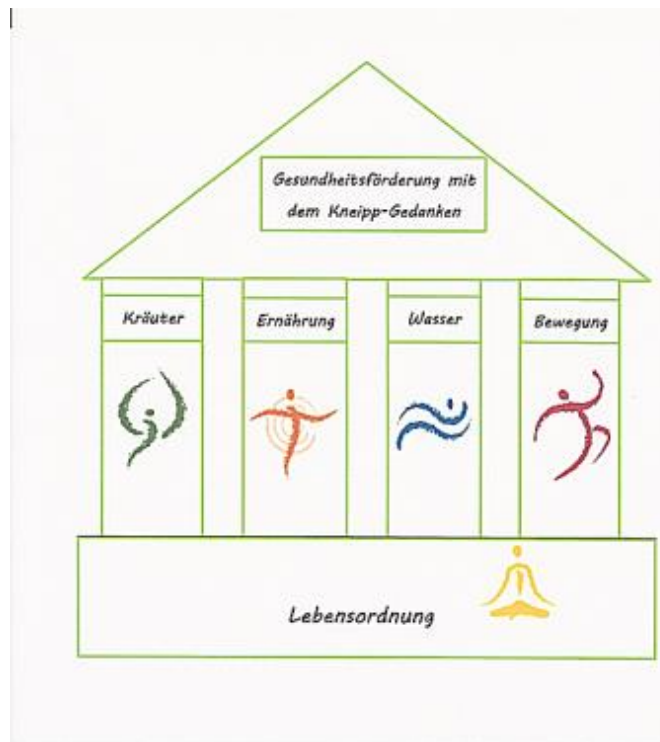 Gesundheitsförderung mit
dem Kneipp-Gedanken
Kräuter
Ernährung
Wasser
Bewegung
Lebensordnung